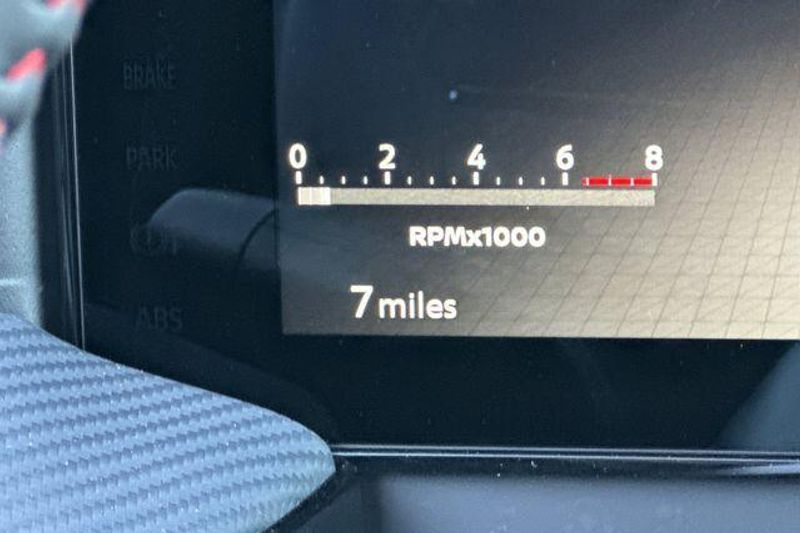 BRAKE
PARK
ABS
0 2 4 6 8
RPMx1000
7 miles